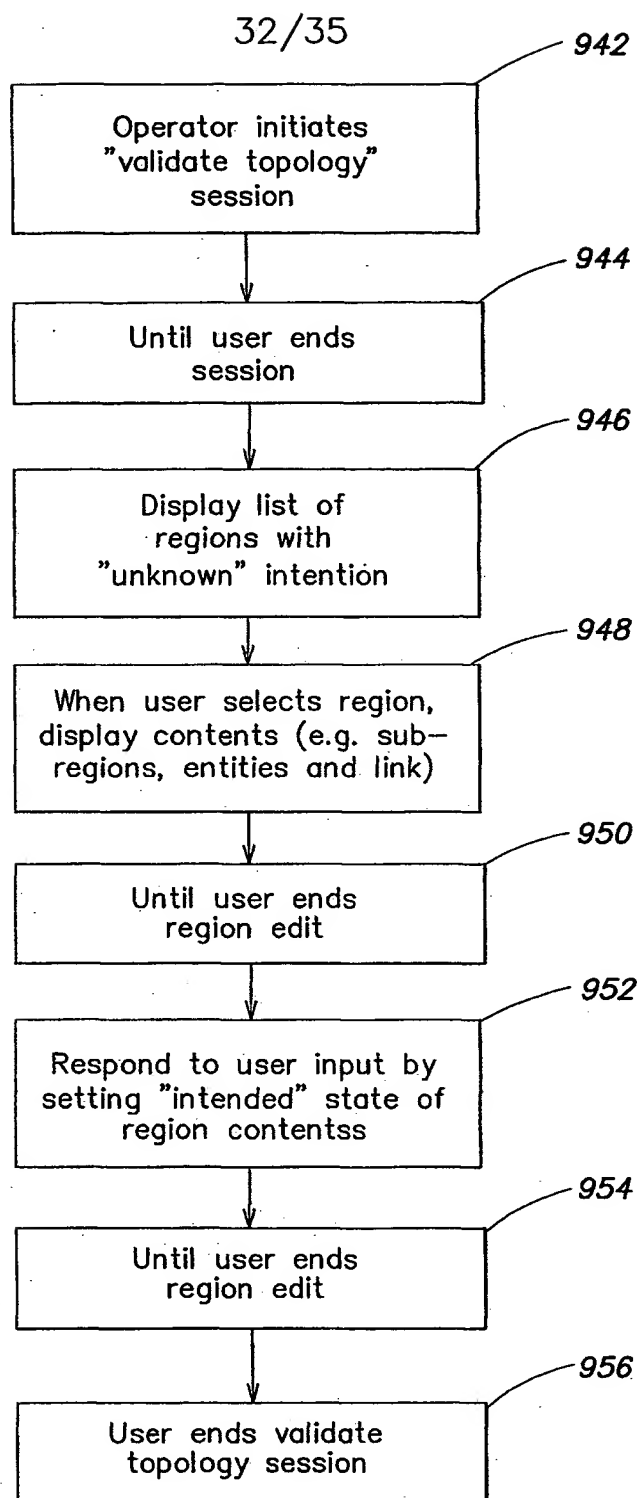 32/35
942
Operator initiates
"validate topology"
session
944
Until user ends
session
946
Display list of
regions with
"unknown" intention
948
When user selects region,
display contents (e.g. sub-
regions, entities and link)
950
Until user ends
region edit
952
Respond to user input by
setting "intended" state of
region contentss
954
Until user ends
region edit
956
User ends validate
topology session